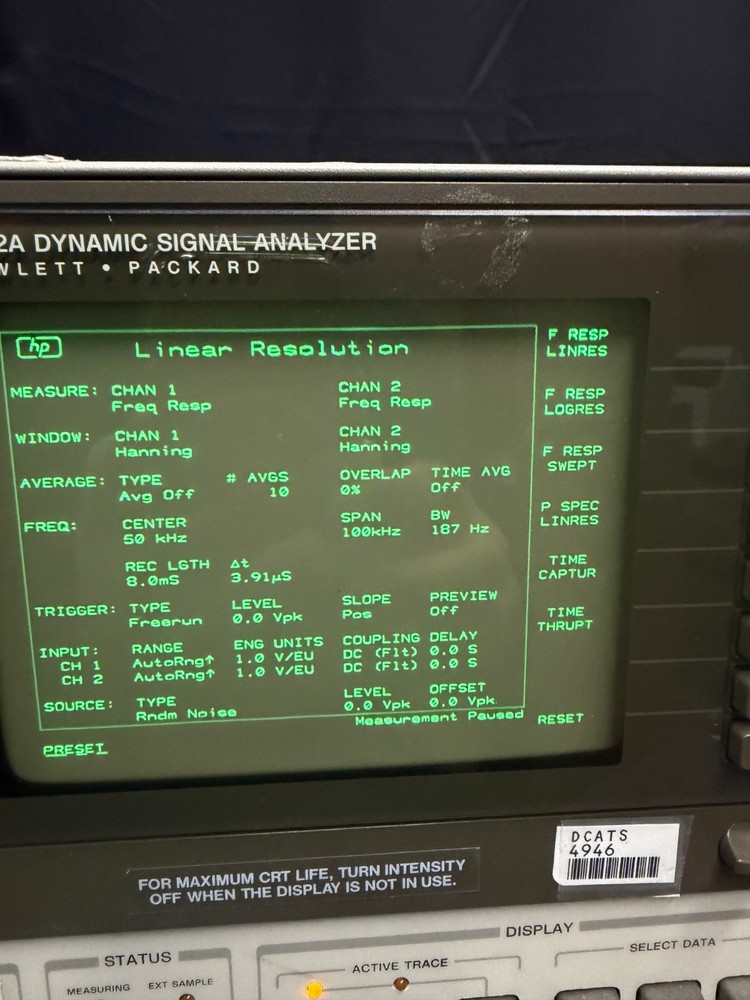 2A DYNAMIC SIGNAL ANALYZER
WLETT • PACKARD
hp
Linear Resolution
MEASURE: CHAN 1 CHAN 2
Freq Resp Freq Resp
WINDOW: CHAN 1 CHAN 2
Hanning Hanning
AVERAGE: TYPE # AVGS OVERLAP TIME AVG
Avg Off 10 0% Off
FREQ: CENTER SPAN BW
50 kHz 100kHz 187 Hz
REC LGTH Δt
8.0mS 3.91µS
TRIGGER: TYPE LEVEL SLOPE PREVIEW
Freerun 0.0 Vpk Pos Off
INPUT: RANGE ENG UNITS COUPLING DELAY
CH 1 AutoRng↑ 1.0 V/EU DC (Flt) 0.0 S
CH 2 AutoRng↑ 1.0 V/EU DC (Flt) 0.0 S
SOURCE: TYPE LEVEL OFFSET
Rndm Noise 0.0 Vpk 0.0 Vpk
Measurement Paused
PRESET
F RESP
LINRES
F RESP
LOGRES
F RESP
SWEPT
P SPEC
LINRES
TIME
CAPTUR
TIME
THRUPT
RESET
FOR MAXIMUM CRT LIFE, TURN INTENSITY
OFF WHEN THE DISPLAY IS NOT IN USE.
DCATS
4946
STATUS
MEASURING EXT SAMPLE
DISPLAY
ACTIVE TRACE
SELECT DATA